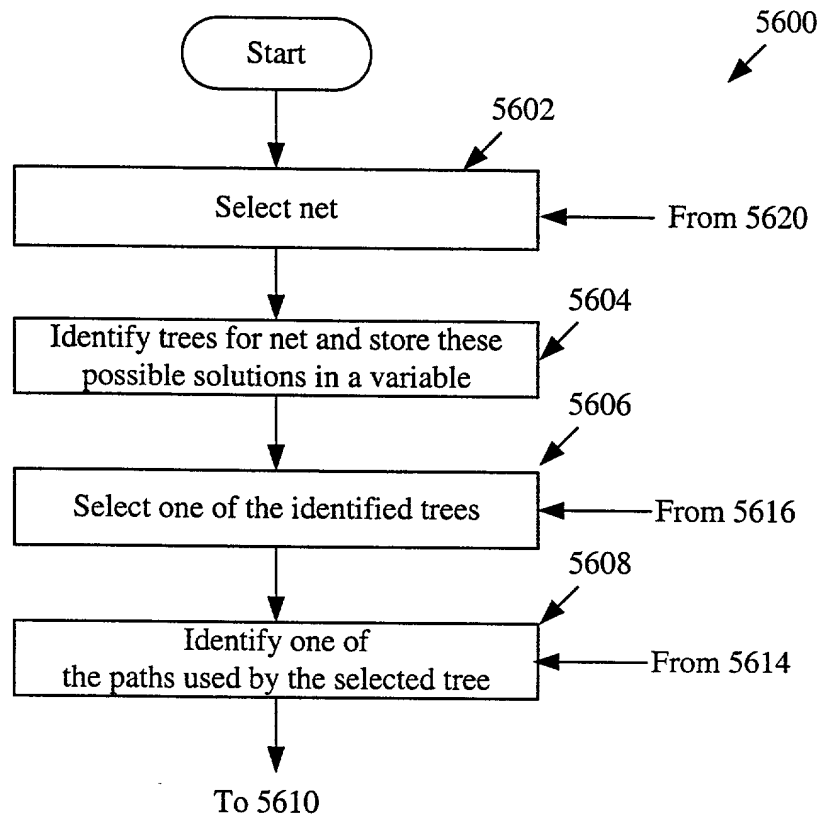 5600
Start
5602
Select net
From 5620
5604
Identify trees for net and store these
possible solutions in a variable
5606
Select one of the identified trees
From 5616
5608
Identify one of
the paths used by the selected tree
From 5614
To 5610